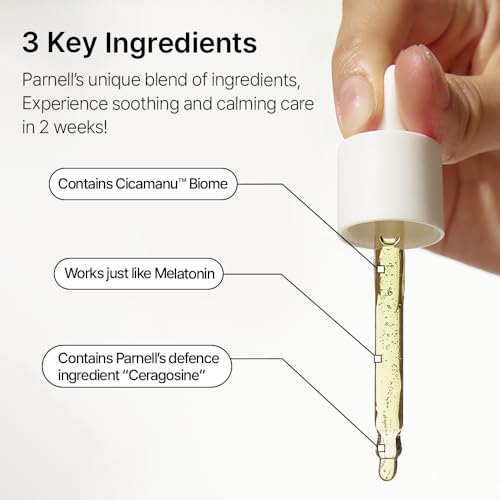 3 Key Ingredients
Parnell's unique blend of ingredients,
Experience soothing and calming care
in 2 weeks!
Contains Cicamanu™ Biome
Works just like Melatonin
Contains Parnell's defence
ingredient “Ceragosine”